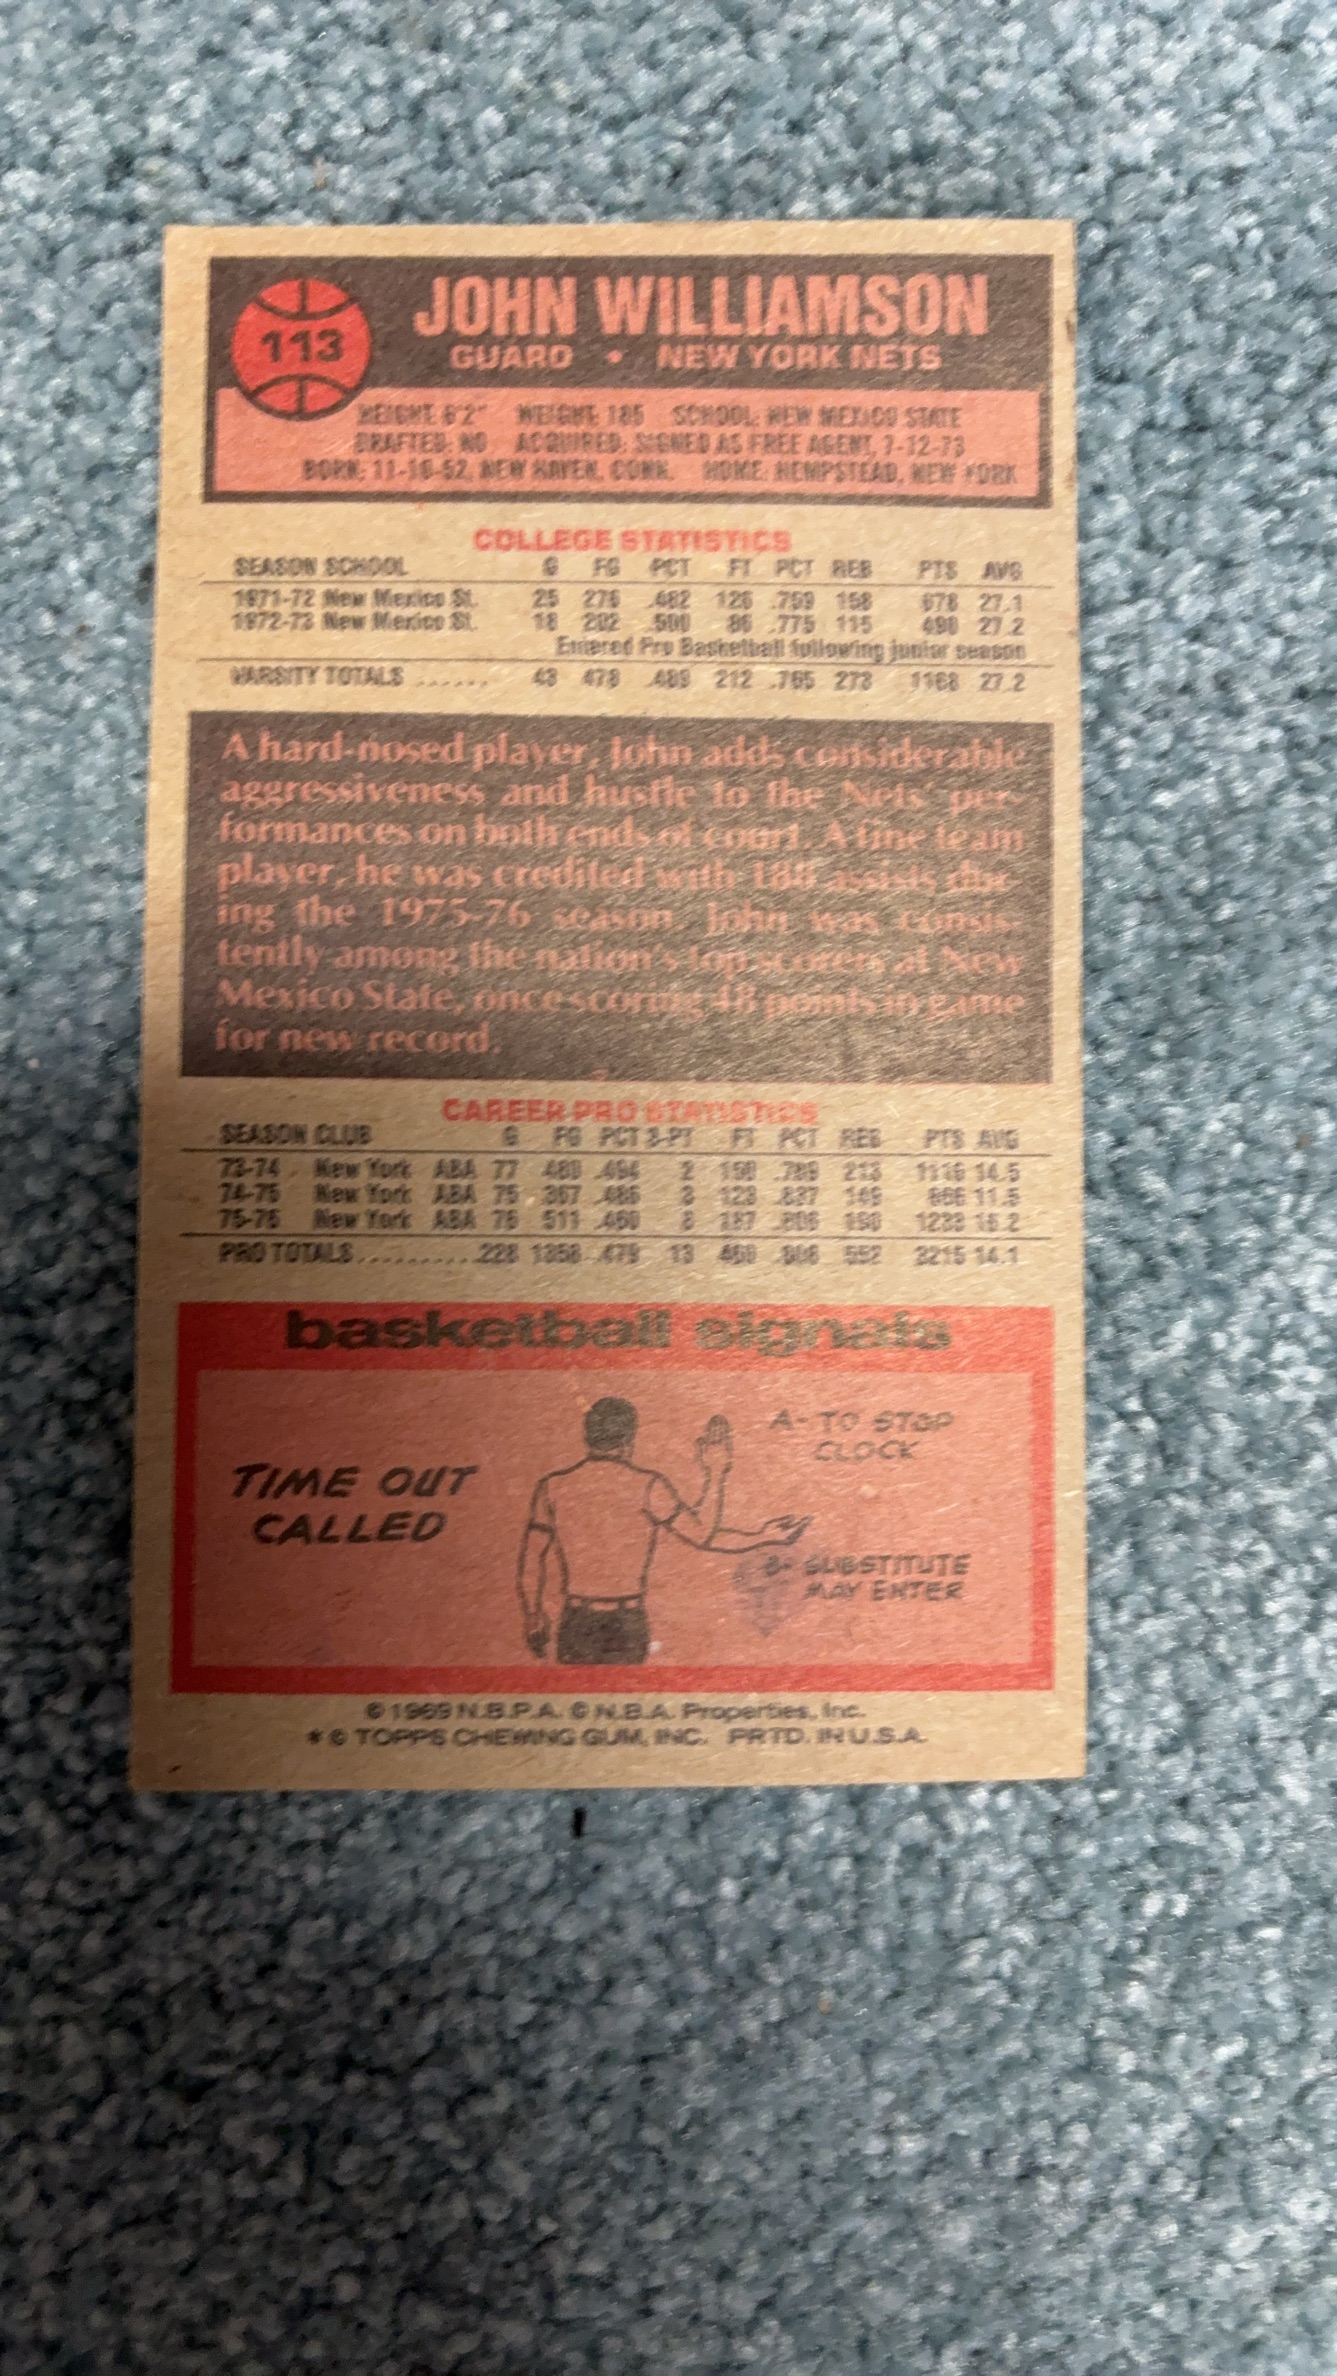 113
JOHN WILLIAMSON
GUARD • NEW YORK NETS
HEIGHT: 6'2" WEIGHT: 185 SCHOOL: NEW MEXICO STATE
DRAFTED: NO ACQUIRED: SIGNED AS FREE AGENT, 7-12-73
BORN: 11-10-52, NEW HAVEN, CONN. HOME: HEMPSTEAD, NEW YORK
COLLEGE STATISTICS
SEASON SCHOOL G FG PCT FT PCT REB PTS AVG
1971-72 New Mexico St. 25 276 .482 126 .759 158 678 27.1
1972-73 New Mexico St. 18 202 .500 86 .775 115 490 27.2
Entered Pro Basketball following junior season
VARSITY TOTALS ...... 43 478 .489 212 .765 273 1168 27.2
A hard-nosed player, John adds considerable
aggressiveness and hustle to the Nets' per-
formances on both ends of court. A fine team
player, he was credited with 188 assists dur-
ing the 1975-76 season. John was consis-
tently among the nation's top scorers at New
Mexico State, once scoring 48 points in game
for new record.
CAREER PRO STATISTICS
SEASON CLUB G FG PCT 3-PT FT PCT REB PTS AVG
73-74 New York ABA 77 480 .494 2 .789 213 1116 14.5
74-75 New York ABA 75 367 .486 3 123 .837 149 866 11.5
75-76 New York ABA 76 511 .460 8 187 .806 190 1233 16.2
PRO TOTALS .......... 228 1358 .479 13 552 3215 14.1
basketball signals
TIME OUT
CALLED
A- TO STOP
CLOCK
B- SUBSTITUTE
MAY ENTER
© 1969 N.B.P.A. © N.B.A. Properties, Inc.
* © TOPPS CHEWING GUM, INC. PRTD. IN U.S.A.